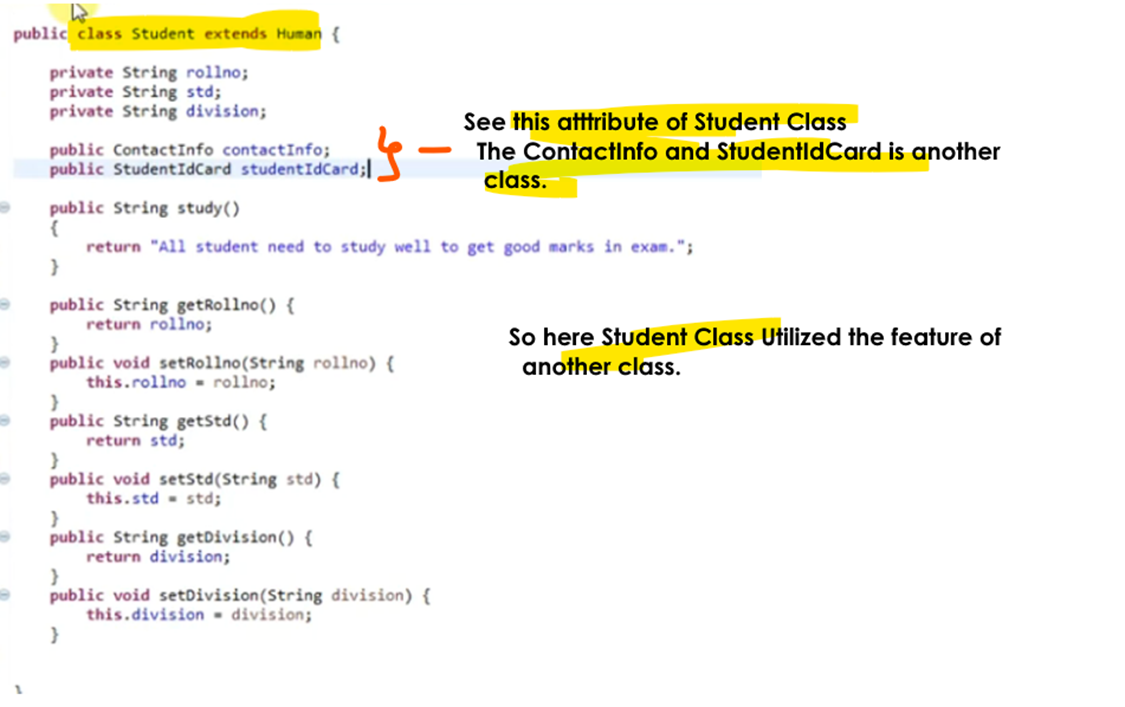 public class Student extends Human {
private String rollno;
private String std;
private String division;
See this atttribute of Student Class
public ContactInfo contactInfo;
The ContactInfo and StudentIdCard is another
public StudentIdCard studentIdCard;
class.
public String study()
{
return "All student need to study well to get good marks in exam.";
}
public String getRollno() {
return rollno;
}
So here Student Class Utilized the feature of
another class.
public void setRollno(String rollno) {
this.rollno = rollno;
}
public String getStd() {
return std;
}
public void setStd(String std) {
this.std = std;
}
public String getDivision() {
return division;
}
public void setDivision(String division) {
this.division = division;
}
}